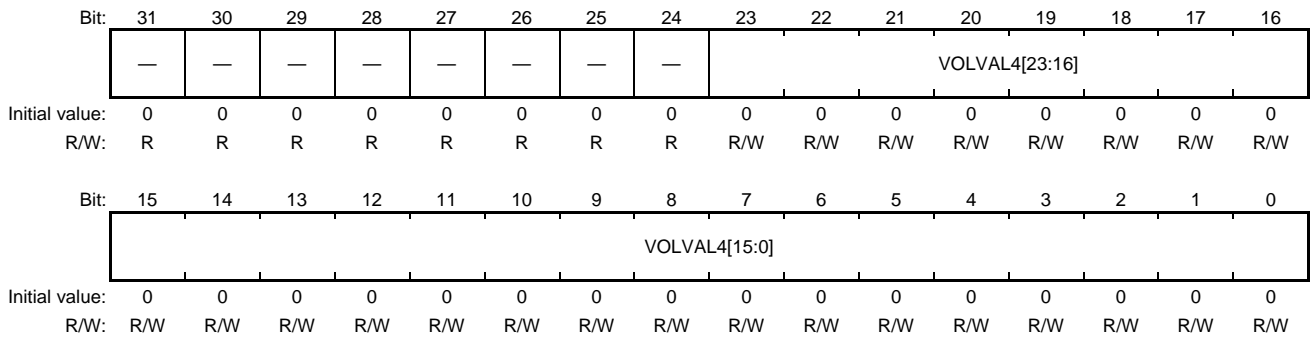 Bit: 31 30 29 28 27 26 25 24 23 22 21 20 19 18 17 16
— — — — — — — — VOLVAL4[23:16]
Initial value: 0 0 0 0 0 0 0 0 0 0 0 0 0 0 0 0
R/W: R R R R R R R R R/W R/W R/W R/W R/W R/W R/W R/W
Bit: 15 14 13 12 11 10 9 8 7 6 5 4 3 2 1 0
VOLVAL4[15:0]
Initial value: 0 0 0 0 0 0 0 0 0 0 0 0 0 0 0 0
R/W: R/W R/W R/W R/W R/W R/W R/W R/W R/W R/W R/W R/W R/W R/W R/W R/W